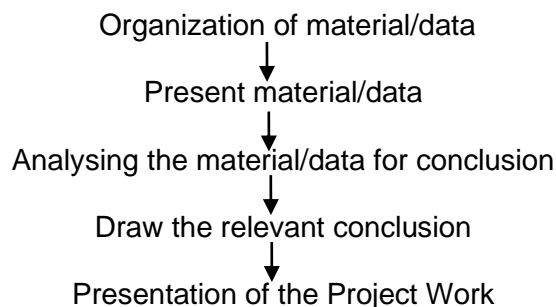 Organization of material/data
Present material/data
Analysing the material/data for conclusion
Draw the relevant conclusion
Presentation of the Project Work